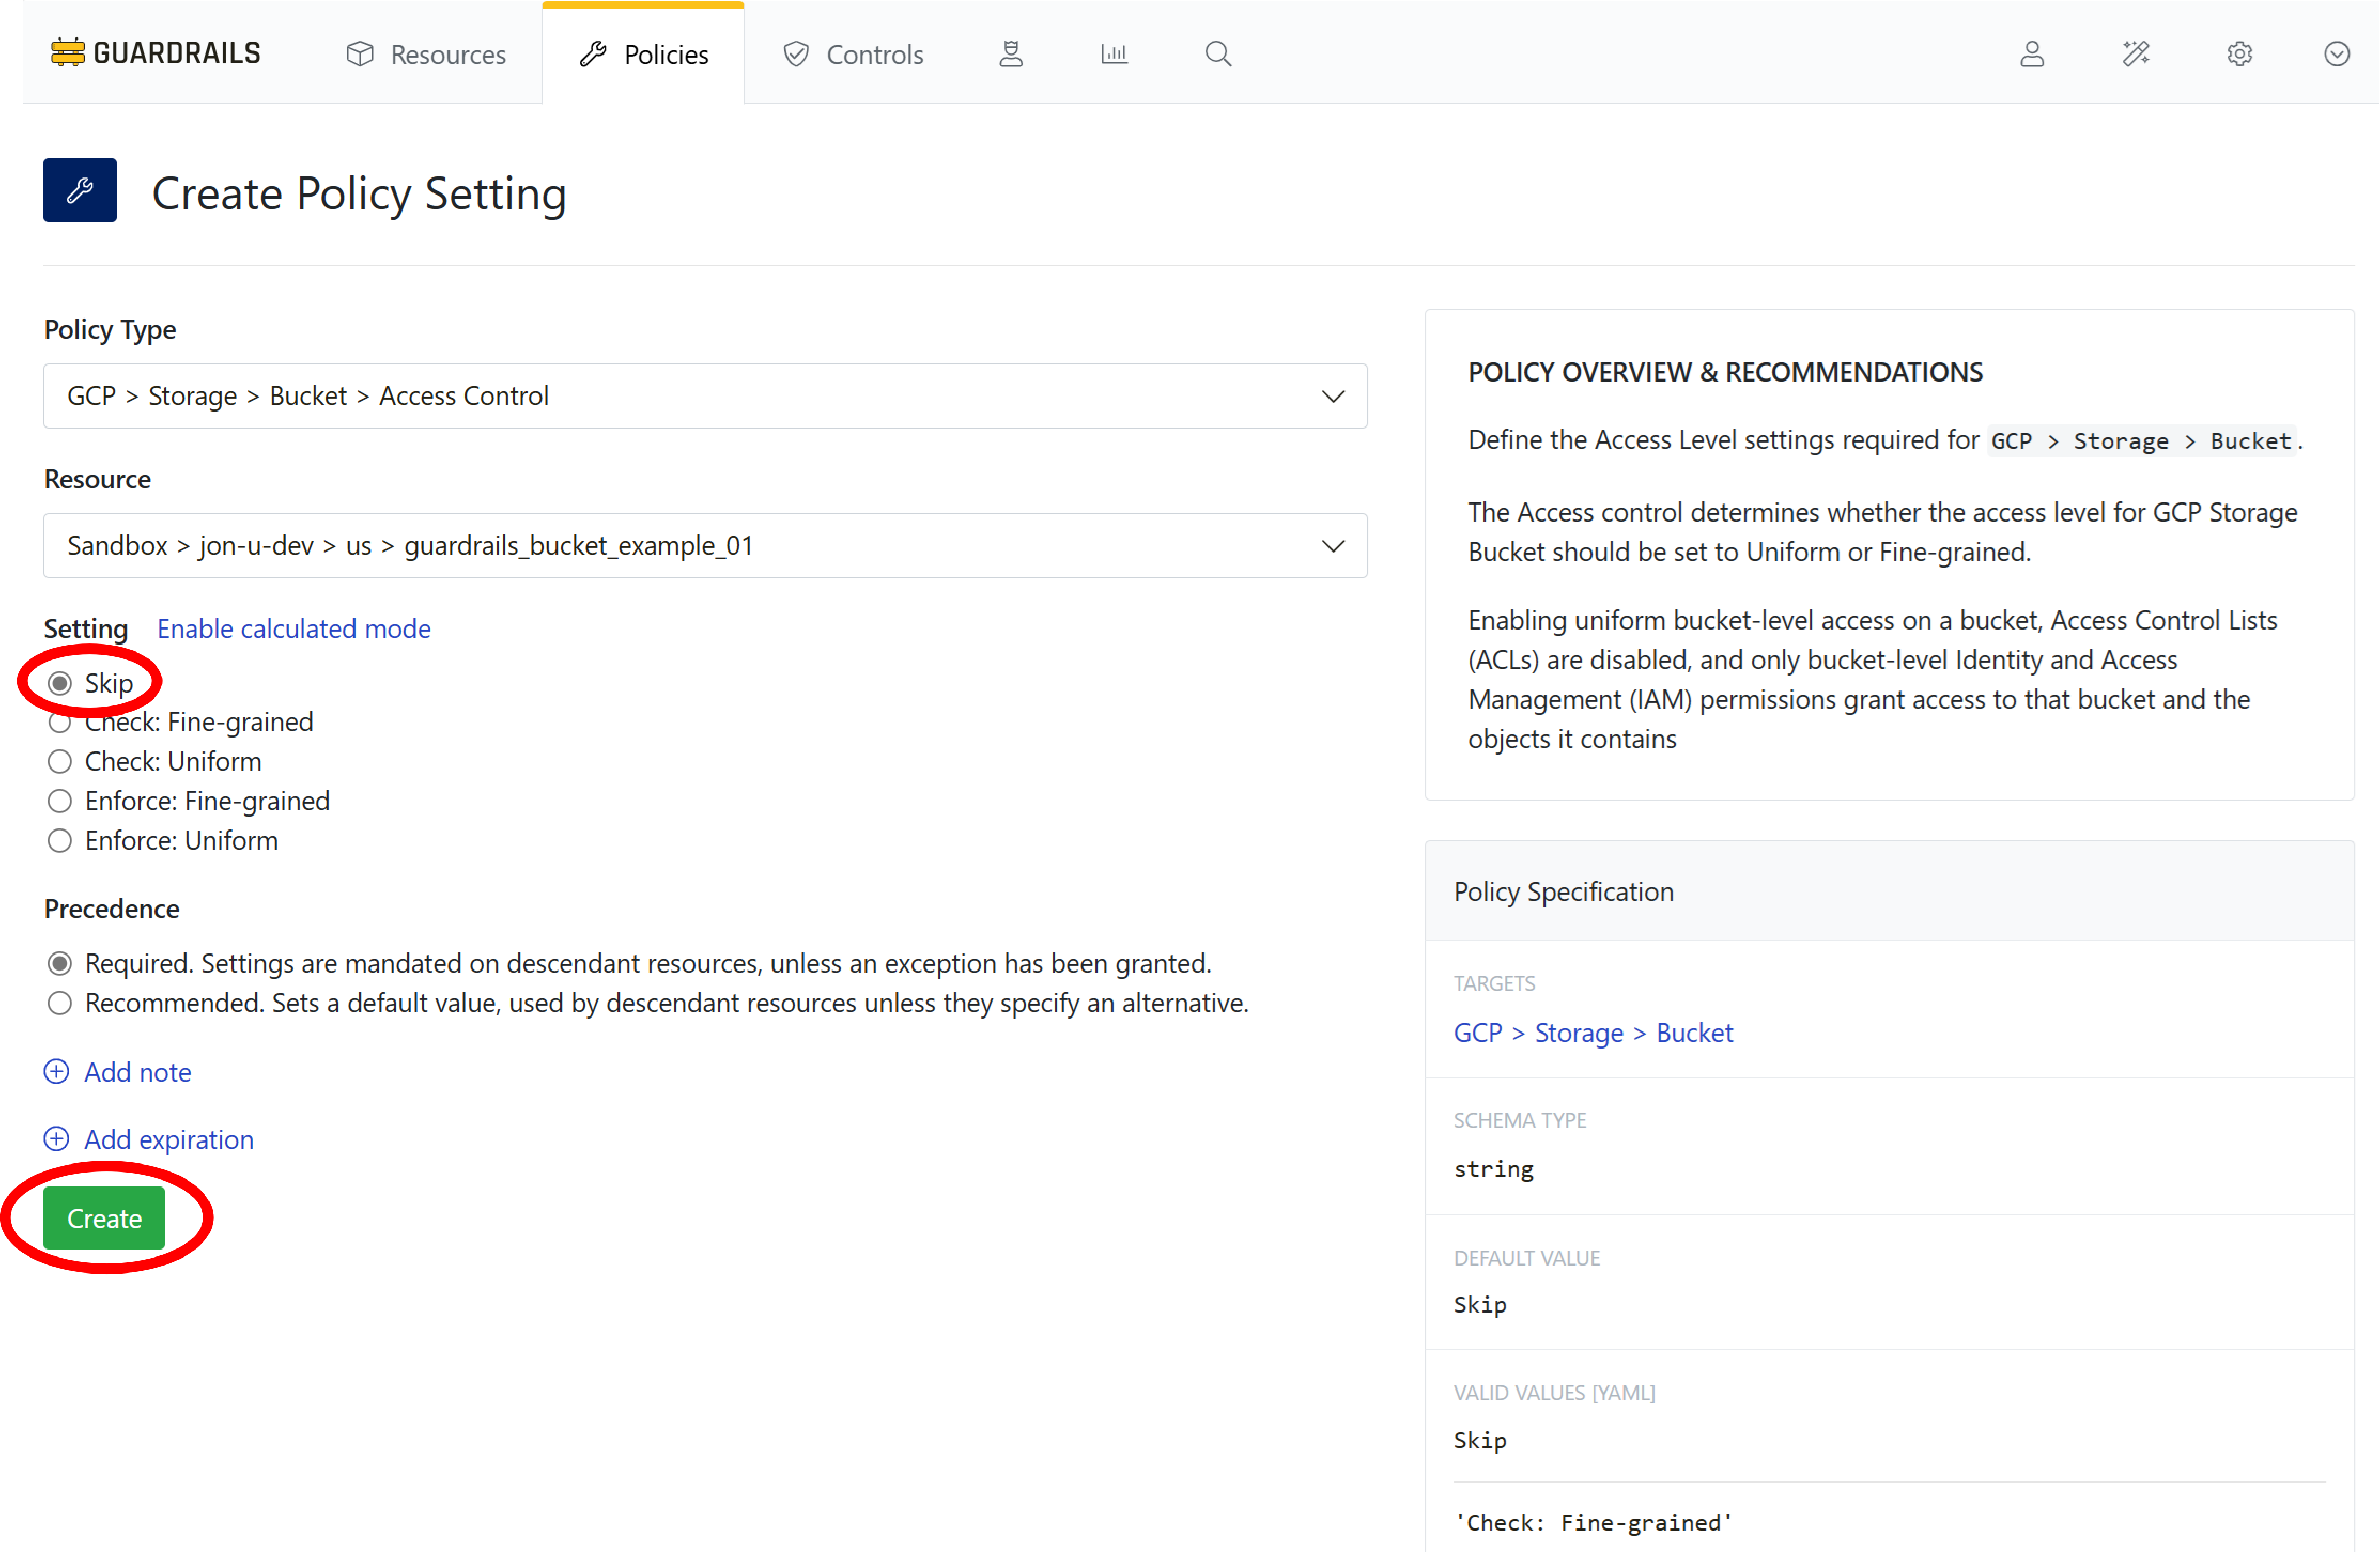 GUARDRAILS
Resources
Policies
Controls
Create Policy Setting
Policy Type
GCP > Storage > Bucket > Access Control
Resource
Sandbox > jon-u-dev > us > guardrails_bucket_example_01
Setting Enable calculated mode
Skip
Check: Fine-grained
Check: Uniform
Enforce: Fine-grained
Enforce: Uniform
Precedence
Required. Settings are mandated on descendant resources, unless an exception has been granted.
Recommended. Sets a default value, used by descendant resources unless they specify an alternative.
Add note
Add expiration
Create
POLICY OVERVIEW & RECOMMENDATIONS
Define the Access Level settings required for GCP > Storage > Bucket.
The Access control determines whether the access level for GCP Storage
Bucket should be set to Uniform or Fine-grained.
Enabling uniform bucket-level access on a bucket, Access Control Lists
(ACLs) are disabled, and only bucket-level Identity and Access
Management (IAM) permissions grant access to that bucket and the
objects it contains
Policy Specification
TARGETS
GCP > Storage > Bucket
SCHEMA TYPE
string
DEFAULT VALUE
Skip
VALID VALUES [YAML]
Skip
'Check: Fine-grained'